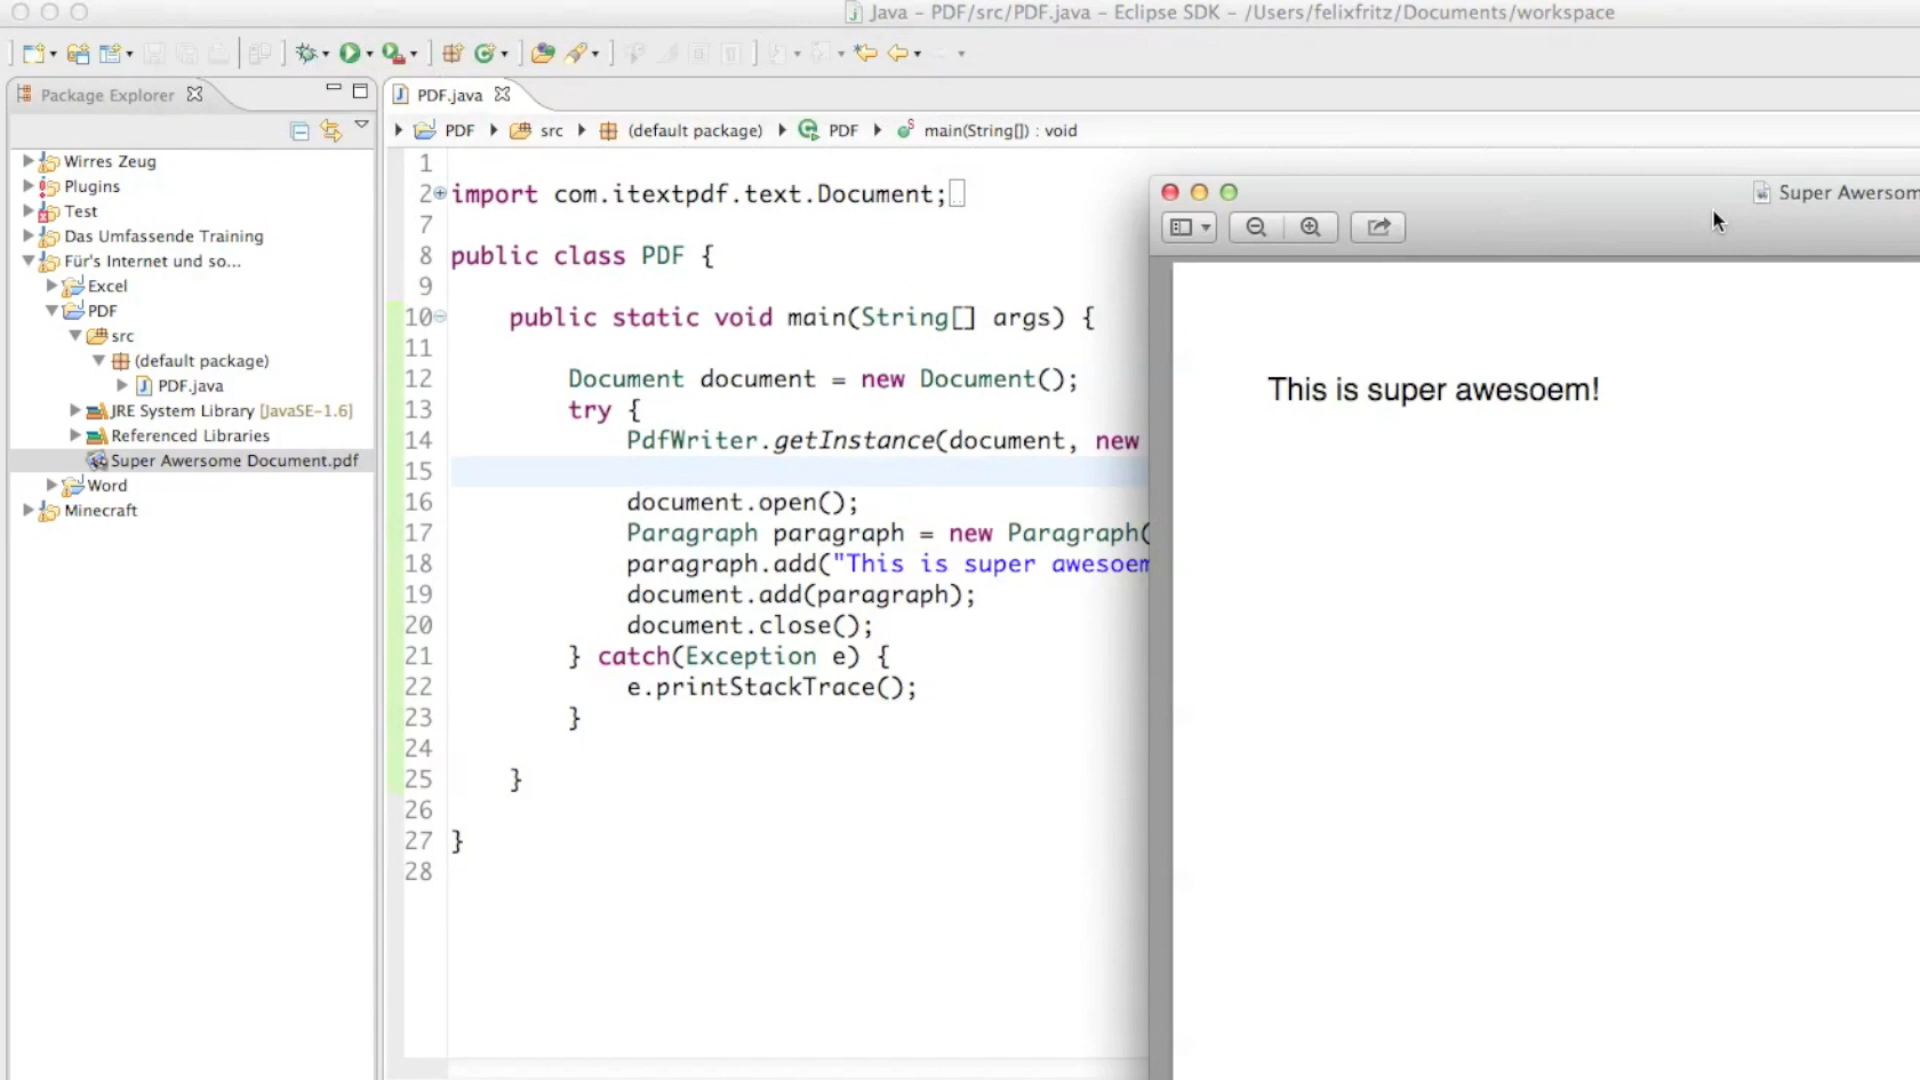 Java – PDF/src/PDF.java – Eclipse SDK – /Users/felixfritz/Documents/workspace
Package Explorer
Wirres Zeug
Plugins
Test
Das Umfassende Training
Für's Internet und so...
Excel
PDF
src
(default package)
PDF.java
JRE System Library [JavaSE-1.6]
Referenced Libraries
Super Awersome Document.pdf
Word
Minecraft
PDF.java
PDF src (default package) PDF main(String[]) : void
1
2 import com.itextpdf.text.Document;
7
8 public class PDF {
9
10 public static void main(String[] args) {
11
12 Document document = new Document();
13 try {
14 PdfWriter.getInstance(document, new
15
16 document.open();
17 Paragraph paragraph = new Paragraph(
18 paragraph.add("This is super awesoem
19 document.add(paragraph);
20 document.close();
21 } catch(Exception e) {
22 e.printStackTrace();
23 }
24
25 }
26
27 }
28
Super Awersom
This is super awesoem!